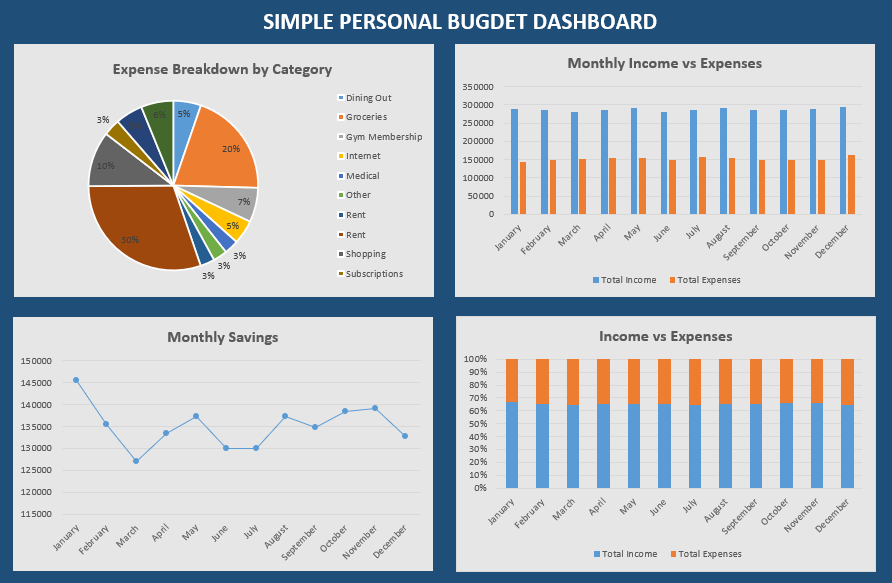 SIMPLE PERSONAL BUGDET DASHBOARD
Expense Breakdown by Category
5%
20%
7%
5%
3%
3%
3%
30%
10%
3%
6%
Dining Out
Groceries
Gym Membership
Internet
Medical
Other
Rent
Rent
Shopping
Subscriptions
Monthly Income vs Expenses
350000
300000
250000
200000
150000
100000
50000
0
January
February
March
April
May
June
July
August
September
October
November
December
Total Income
Total Expenses
Monthly Savings
150000
145000
140000
135000
130000
125000
120000
115000
January
February
March
April
May
June
July
August
September
October
November
December
Income vs Expenses
100%
90%
80%
70%
60%
50%
40%
30%
20%
10%
0%
January
February
March
April
May
June
July
August
September
October
November
December
Total Income
Total Expenses